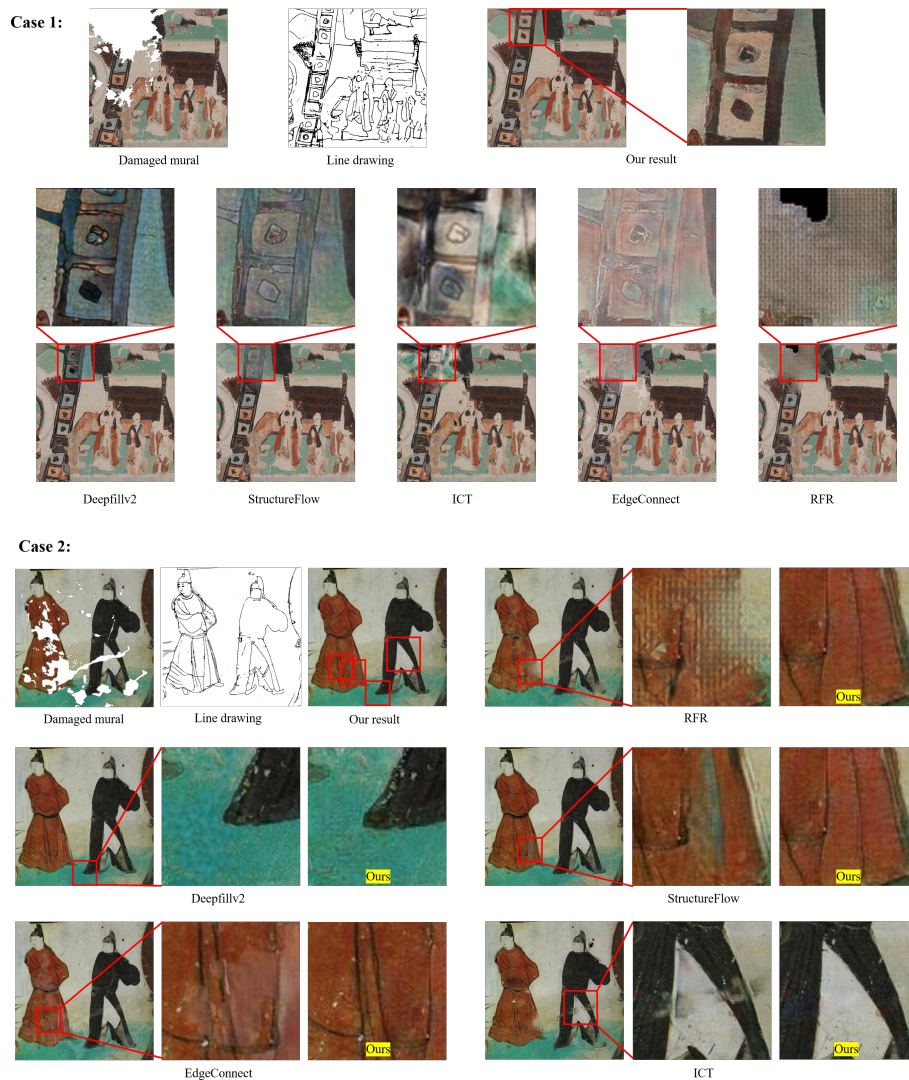 Case 1:
Damaged mural
Line drawing
Our result
Deepfillv2
StructureFlow
ICT
EdgeConnect
RFR
Case 2:
Damaged mural
Line drawing
Our result
RFR
Ours
Deepfillv2
Ours
StructureFlow
Ours
EdgeConnect
Ours
ICT
Ours